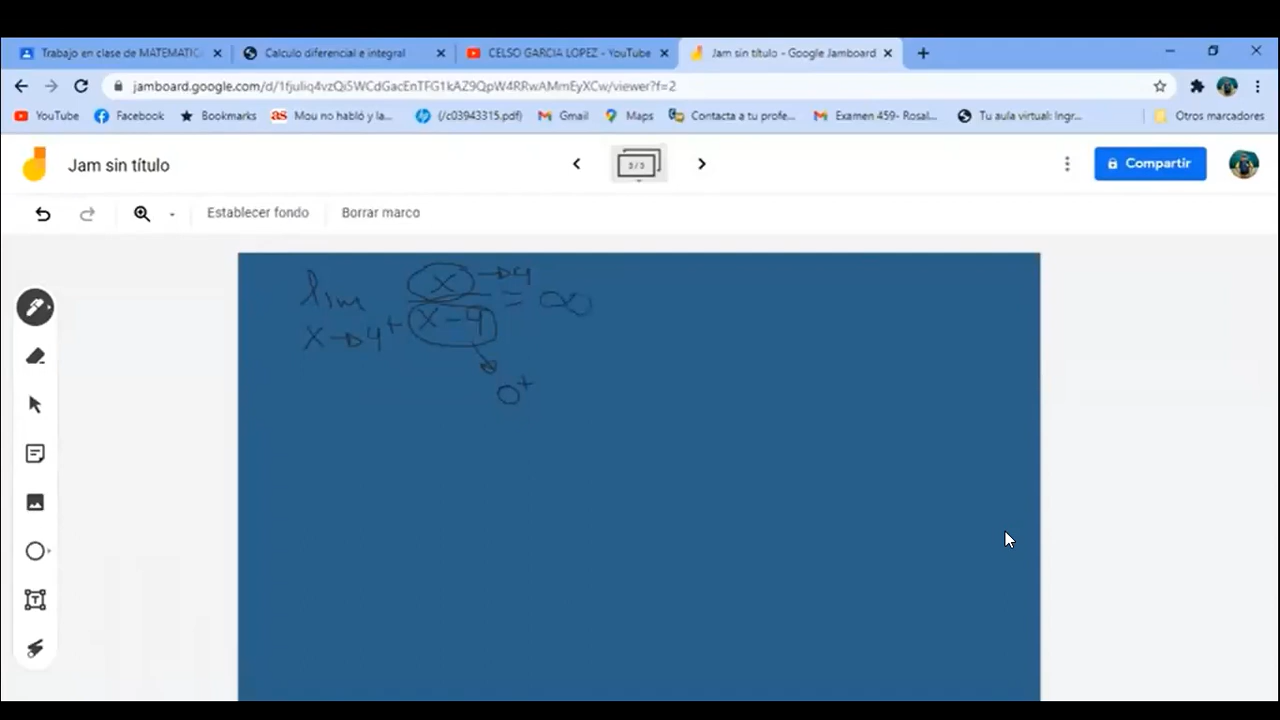 Trabajo en clase de MATEMATIC
Calculo diferencial e integral
CELSO GARCIA LOPEZ - YouTube
Jam sin título - Google Jamboard
jamboard.google.com/d/1fjuliq4vzQi5WCdGacEnTFG1kAZ9QpW4RRwAMmEyXCw/viewer?f=2
YouTube
Facebook
Bookmarks
as Mou no habló y la...
(/c03943315.pdf)
Gmail
Maps
Contacta a tu profe...
Examen 459- Rosal...
Tu aula virtual: Ingr...
Otros marcadores
Jam sin título
3 / 3
Compartir
Establecer fondo
Borrar marco
x →4
lim — = ∞
x→4+ x-4
0+